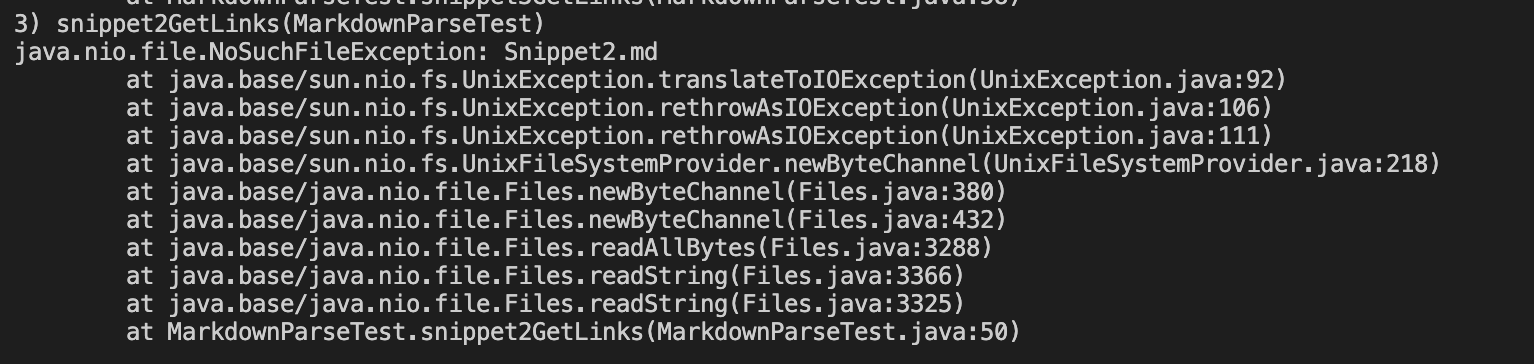 at MarkdownParseTest.snippet3GetLinks(MarkdownParseTest.java:58)
3) snippet2GetLinks(MarkdownParseTest)
java.nio.file.NoSuchFileException: Snippet2.md
at java.base/sun.nio.fs.UnixException.translateToIOException(UnixException.java:92)
at java.base/sun.nio.fs.UnixException.rethrowAsIOException(UnixException.java:106)
at java.base/sun.nio.fs.UnixException.rethrowAsIOException(UnixException.java:111)
at java.base/sun.nio.fs.UnixFileSystemProvider.newByteChannel(UnixFileSystemProvider.java:218)
at java.base/java.nio.file.Files.newByteChannel(Files.java:380)
at java.base/java.nio.file.Files.newByteChannel(Files.java:432)
at java.base/java.nio.file.Files.readAllBytes(Files.java:3288)
at java.base/java.nio.file.Files.readString(Files.java:3366)
at java.base/java.nio.file.Files.readString(Files.java:3325)
at MarkdownParseTest.snippet2GetLinks(MarkdownParseTest.java:50)